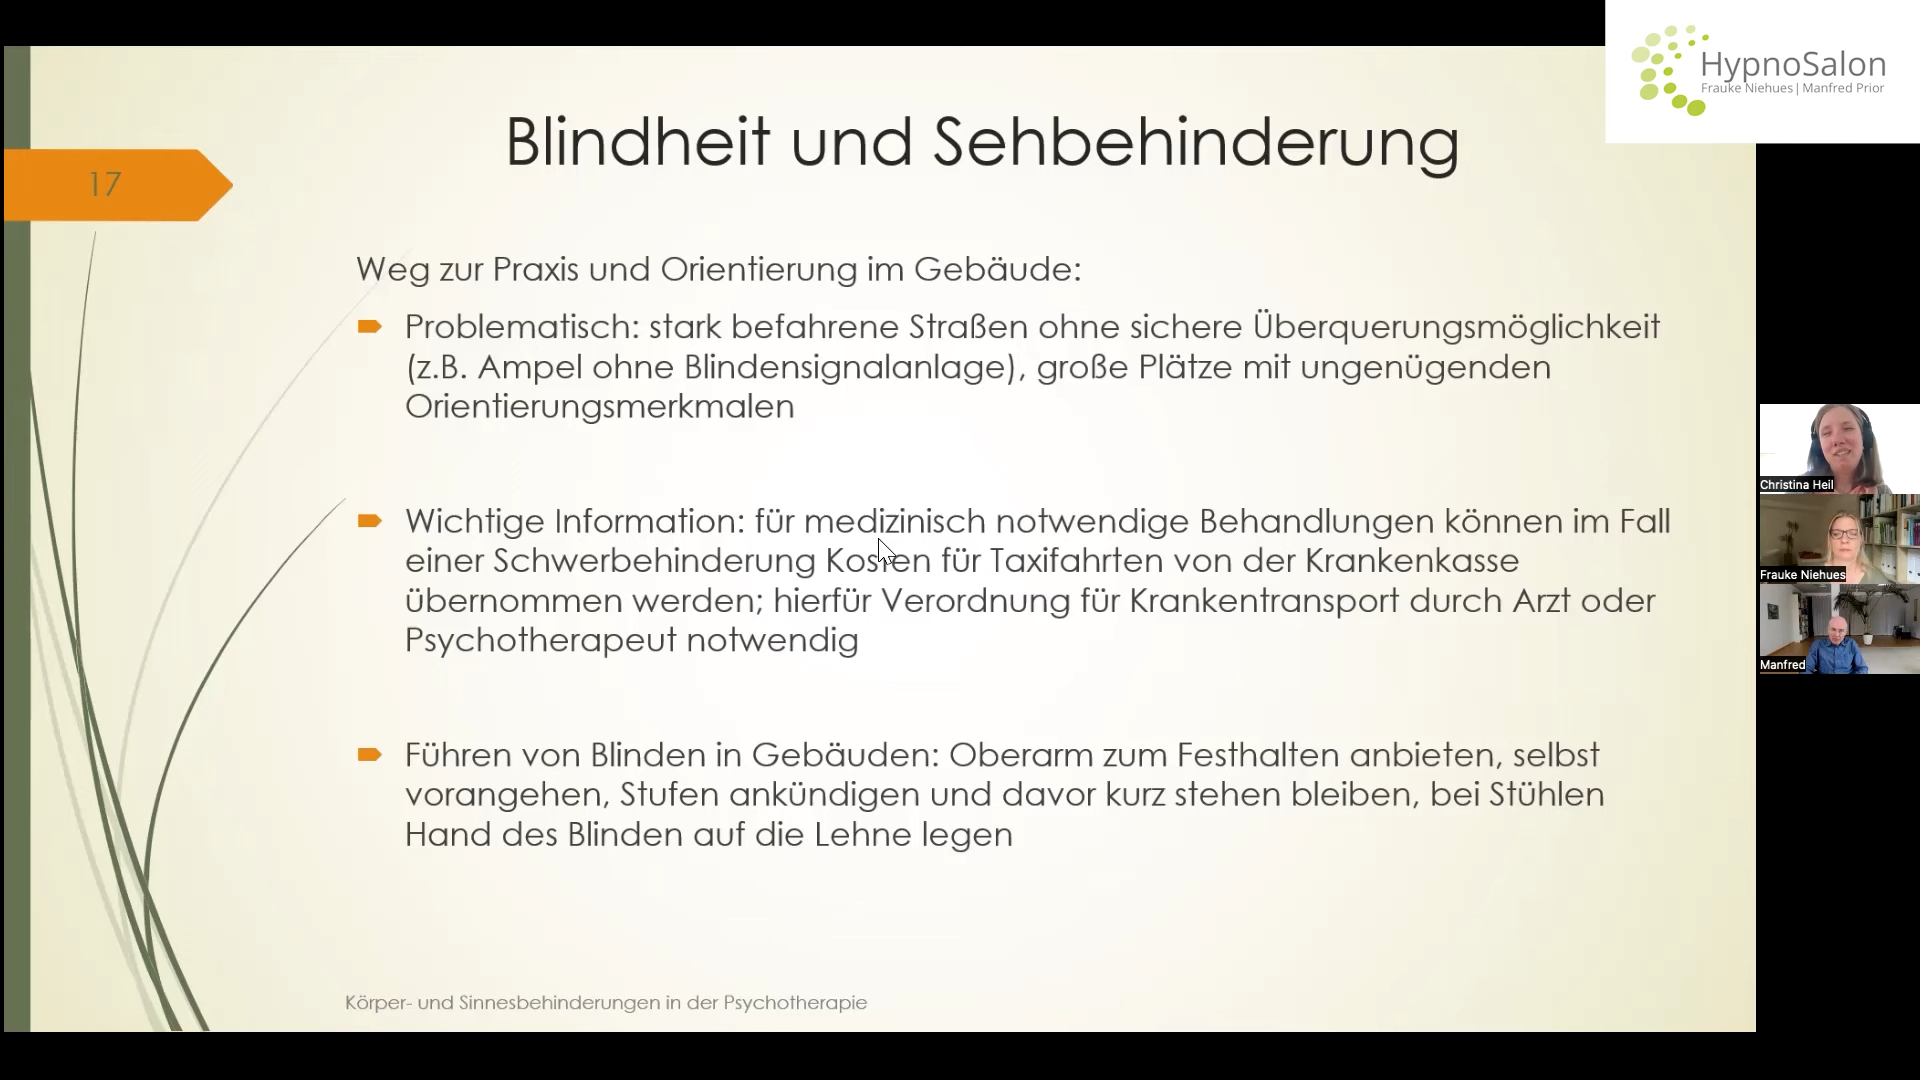 HypnoSalon
Frauke Niehues | Manfred Prior
Blindheit und Sehbehinderung
17
Weg zur Praxis und Orientierung im Gebäude:
Problematisch: stark befahrene Straßen ohne sichere Überquerungsmöglichkeit
(z.B. Ampel ohne Blindensignalanlage), große Plätze mit ungenügenden
Orientierungsmerkmalen
Wichtige Information: für medizinisch notwendige Behandlungen können im Fall
einer Schwerbehinderung Kosten für Taxifahrten von der Krankenkasse
übernommen werden; hierfür Verordnung für Krankentransport durch Arzt oder
Psychotherapeut notwendig
Führen von Blinden in Gebäuden: Oberarm zum Festhalten anbieten, selbst
vorangehen, Stufen ankündigen und davor kurz stehen bleiben, bei Stühlen
Hand des Blinden auf die Lehne legen
Körper- und Sinnesbehinderungen in der Psychotherapie
Christina Heil
Frauke Niehues
Manfred